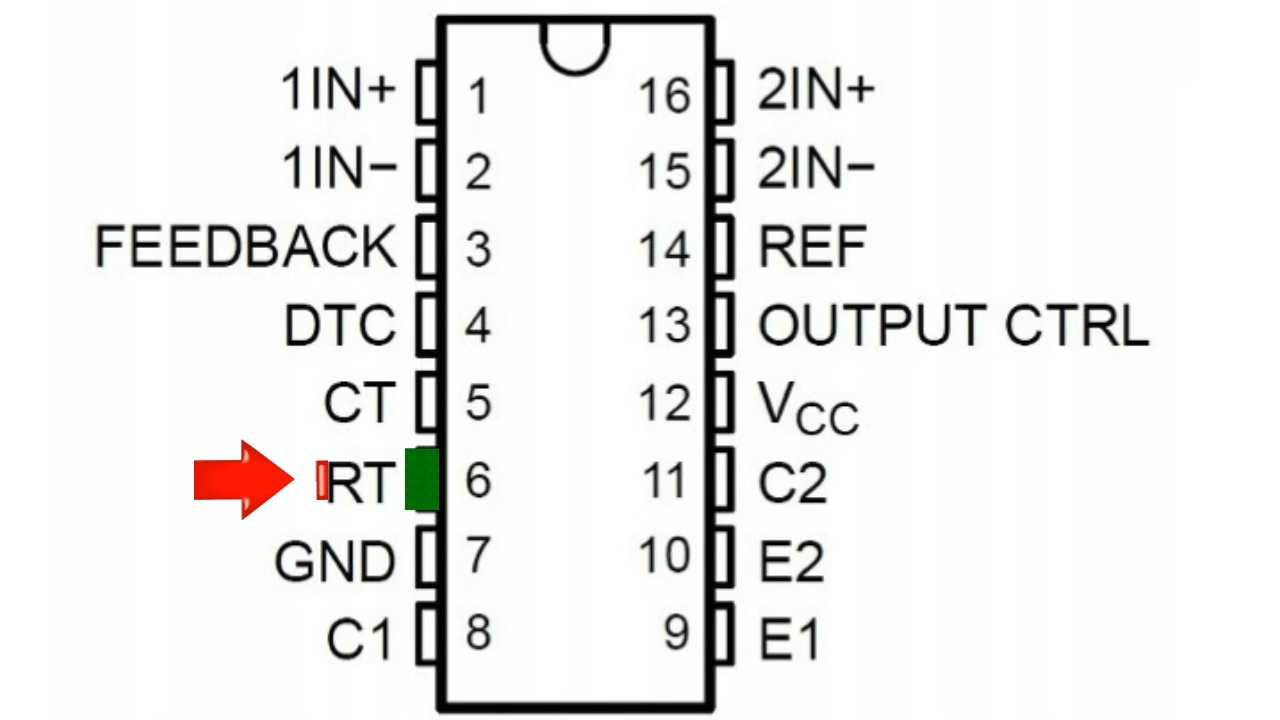 1IN+ 1 16 2IN+
1IN− 2 15 2IN−
FEEDBACK 3 14 REF
DTC 4 13 OUTPUT CTRL
CT 5 12 VCC
RT 6 11 C2
GND 7 10 E2
C1 8 9 E1